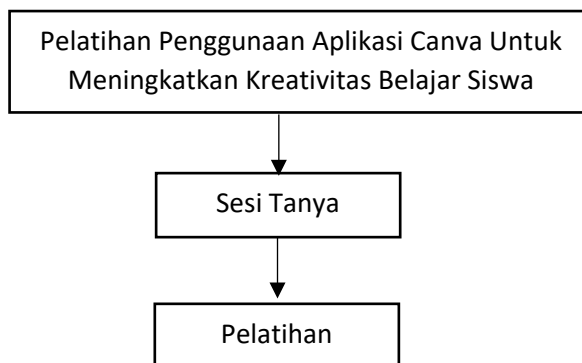 Pelatihan Penggunaan Aplikasi Canva Untuk
Meningkatkan Kreativitas Belajar Siswa
Sesi Tanya
Pelatihan